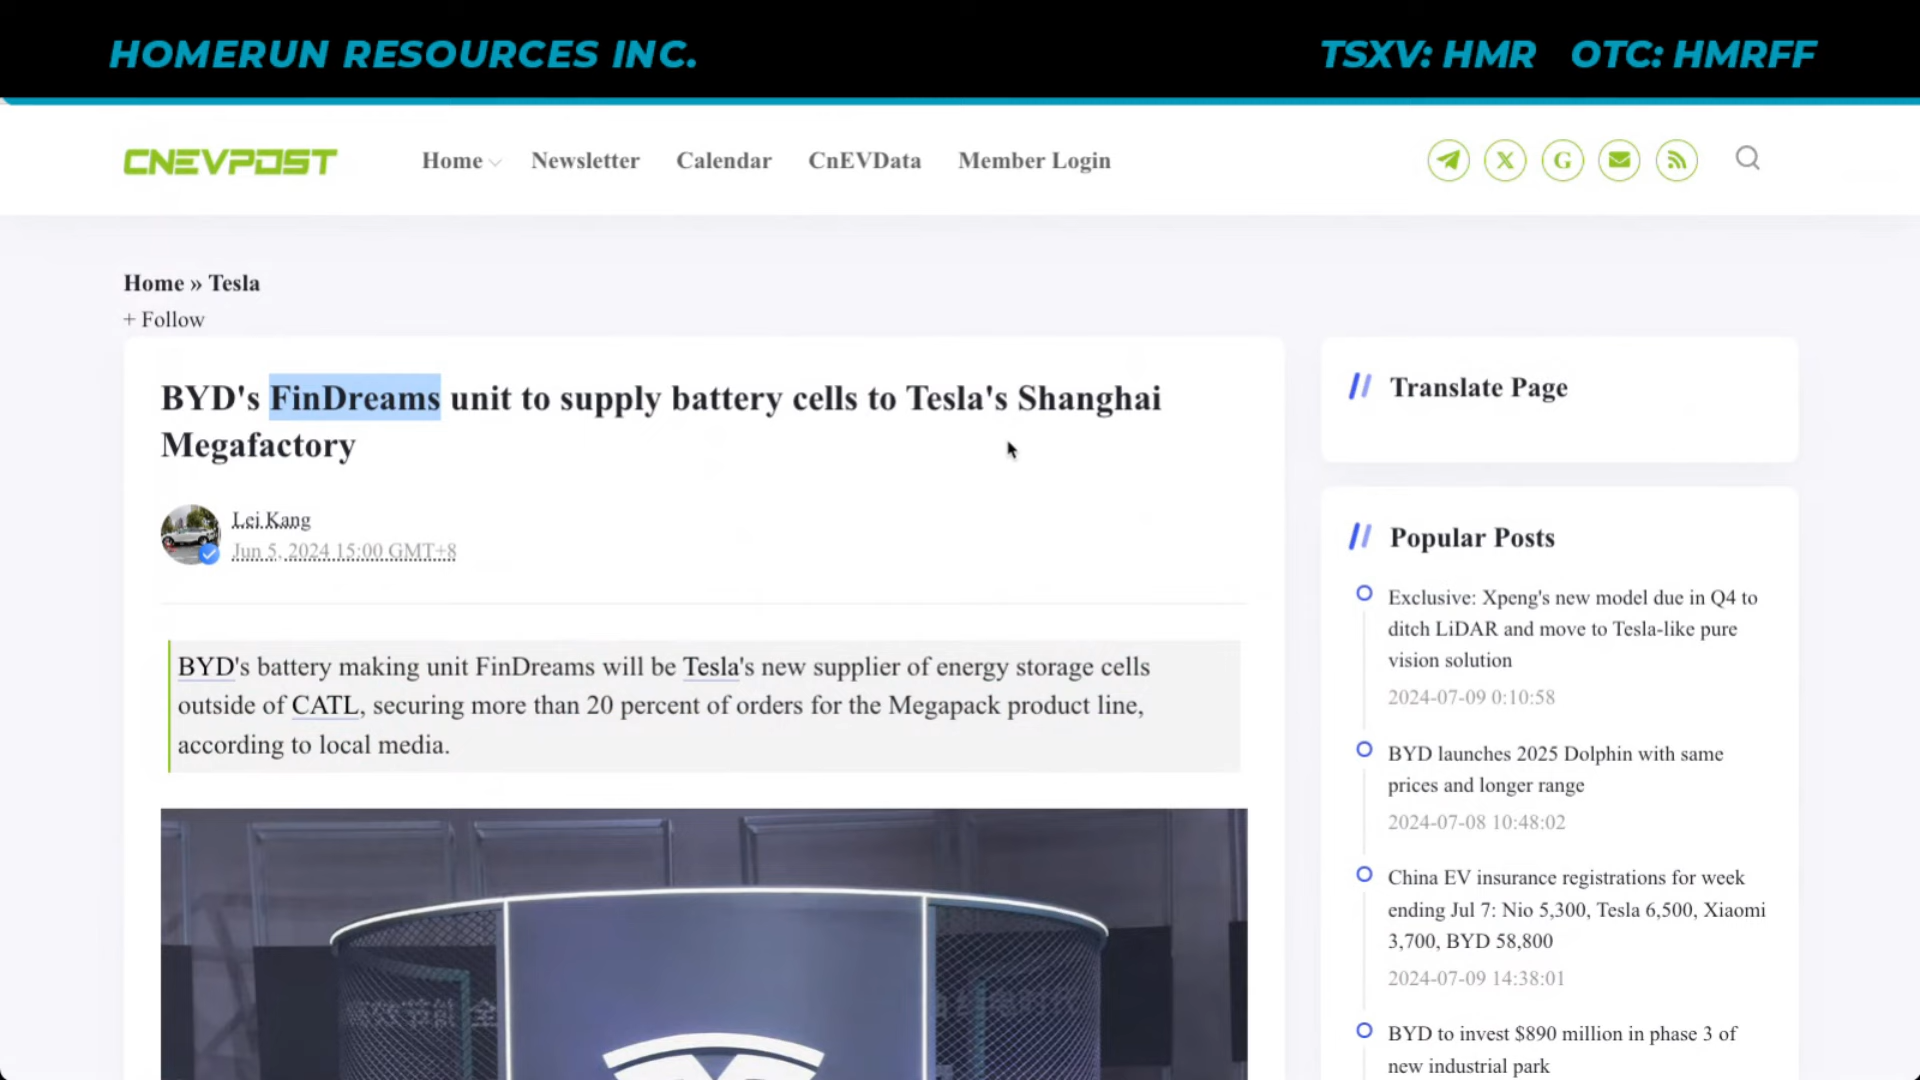 HOMERUN RESOURCES INC.
TSXV: HMR OTC: HMRFF
CNEVPOST
Home Newsletter Calendar CnEVData Member Login
Home » Tesla
+ Follow
BYD's FinDreams unit to supply battery cells to Tesla's Shanghai
Megafactory
Lei Kang
Jun 5, 2024 15:00 GMT+8
BYD's battery making unit FinDreams will be Tesla's new supplier of energy storage cells
outside of CATL, securing more than 20 percent of orders for the Megapack product line,
according to local media.
Translate Page
Popular Posts
Exclusive: Xpeng's new model due in Q4 to
ditch LiDAR and move to Tesla-like pure
vision solution
2024-07-09 0:10:58
BYD launches 2025 Dolphin with same
prices and longer range
2024-07-08 10:48:02
China EV insurance registrations for week
ending Jul 7: Nio 5,300, Tesla 6,500, Xiaomi
3,700, BYD 58,800
2024-07-09 14:38:01
BYD to invest $890 million in phase 3 of
new industrial park